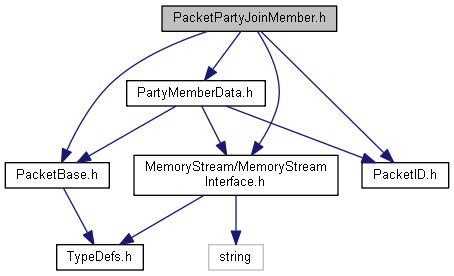 PacketPartyJoinMember.h
PartyMemberData.h
PacketBase.h
MemoryStream/MemoryStream
Interface.h
PacketID.h
TypeDefs.h
string